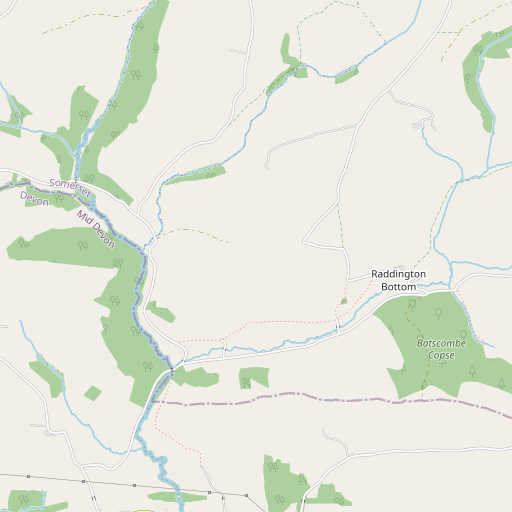 Somerset
Devon
Mid Devon
Raddington
Bottom
Batscombe
Copse